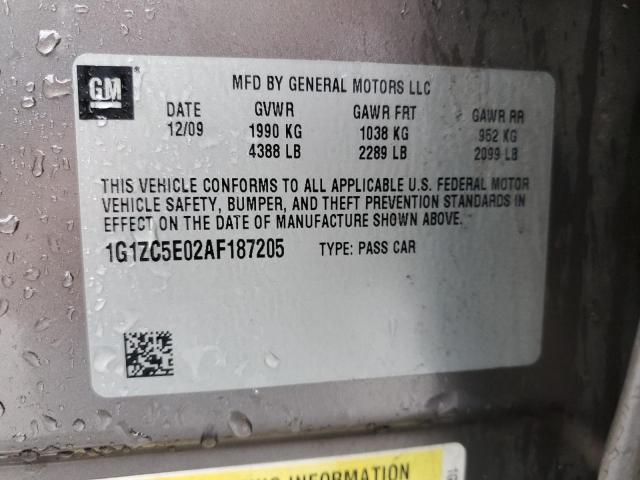 GM
®
MFD BY GENERAL MOTORS LLC
DATE GVWR GAWR FRT GAWR RR
12/09 1990 KG 1038 KG 952 KG
4388 LB 2289 LB 2099 LB
THIS VEHICLE CONFORMS TO ALL APPLICABLE U.S. FEDERAL MOTOR
VEHICLE SAFETY, BUMPER, AND THEFT PREVENTION STANDARDS IN
EFFECT ON THE DATE OF MANUFACTURE SHOWN ABOVE.
1G1ZC5E02AF187205 TYPE: PASS CAR
INFORMATION